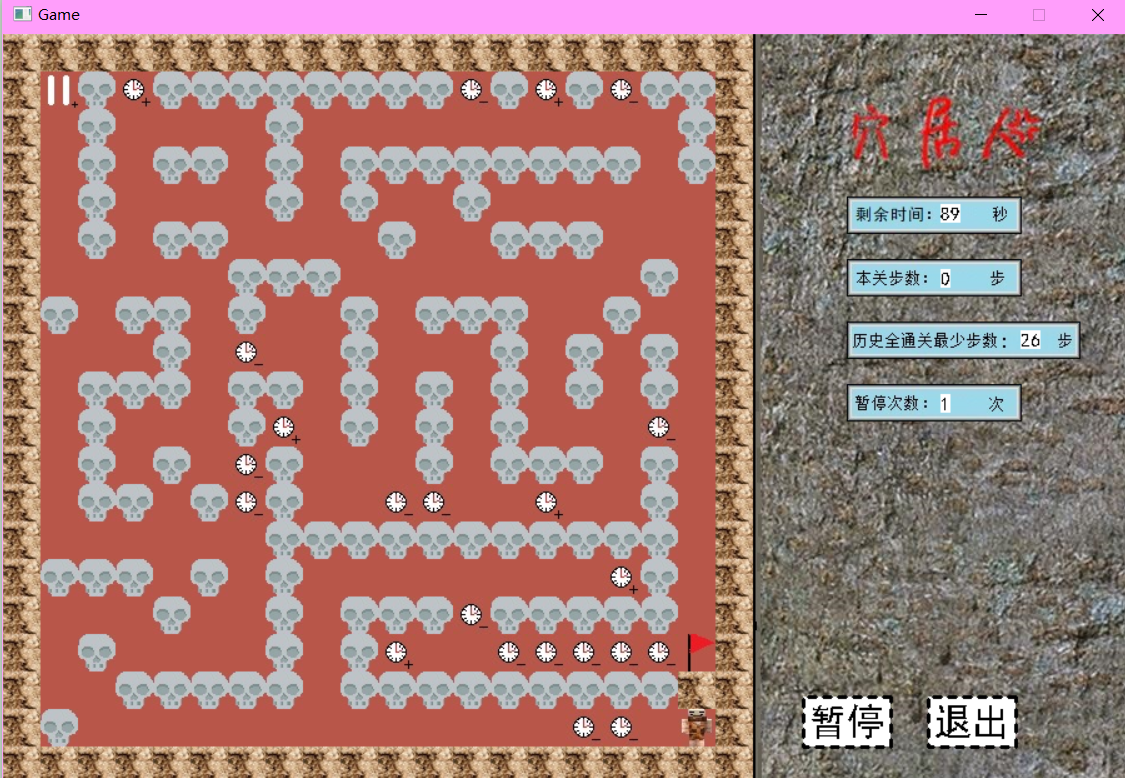 Game
穴居人
剩余时间：89 秒
本关步数：0 步
历史全通关最少步数：26 步
暂停次数：1 次
暂停 退出